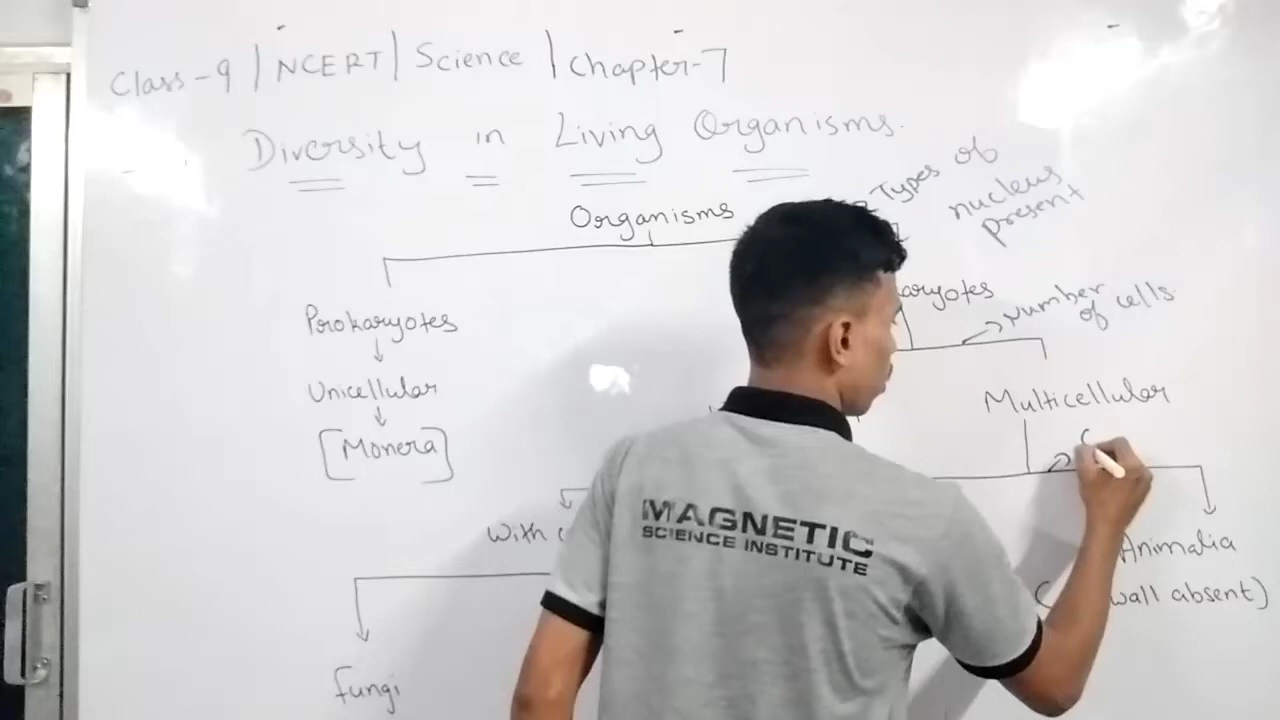 Class-9 | NCERT | Science | Chapter-7
Diversity in Living Organisms.
Types of
nucleus
present
Organisms
aryotes
number
of cells.
Prokaryotes
Unicellular
Multicellular
[Monera]
With c
Animalia
wall absent)
Fungi
MAGNETIC
SCIENCE INSTITUTE